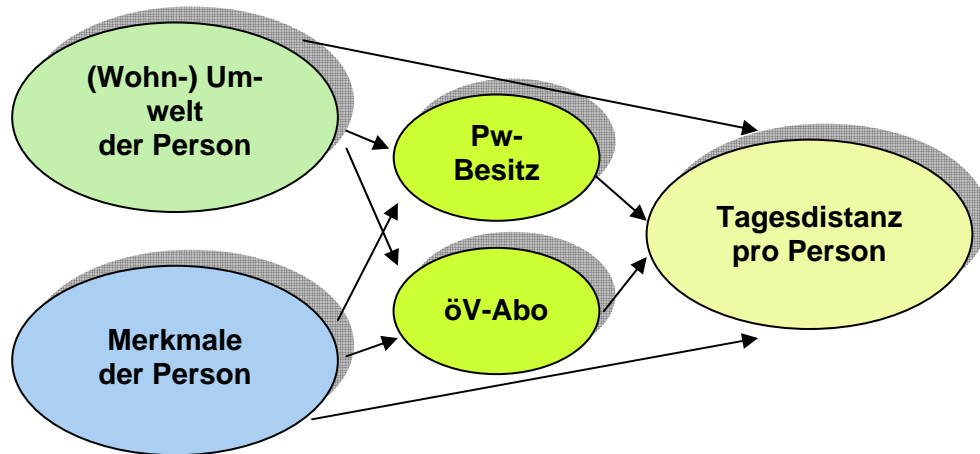 (Wohn-) Um-
welt
der Person
Pw-
Besitz
Tagesdistanz
pro Person
öV-Abo
Merkmale
der Person